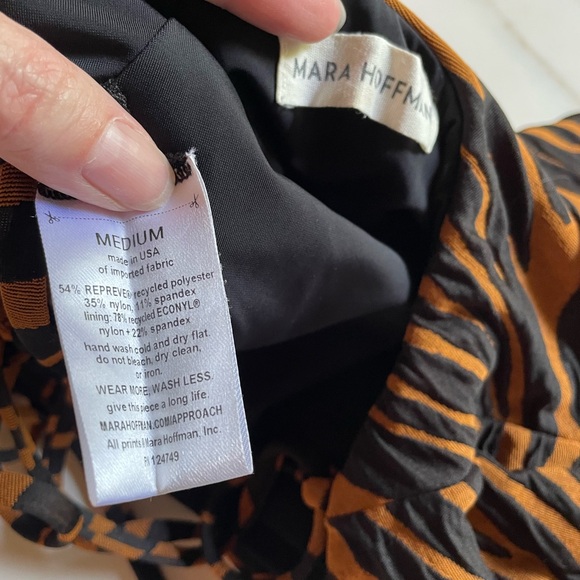 MARA HOFFMAN
MEDIUM
made in USA
of imported fabric
54% REPREVE® recycled polyester
35% nylon, 11% spandex
lining: 78% recycled ECONYL®
nylon + 22% spandex
hand wash cold and dry flat.
do not bleach, dry clean,
or iron.
WEAR MORE, WASH LESS.
give this piece a long life.
MARAHOFFMAN.COM/APPROACH
All prints © Mara Hoffman, Inc.
124749